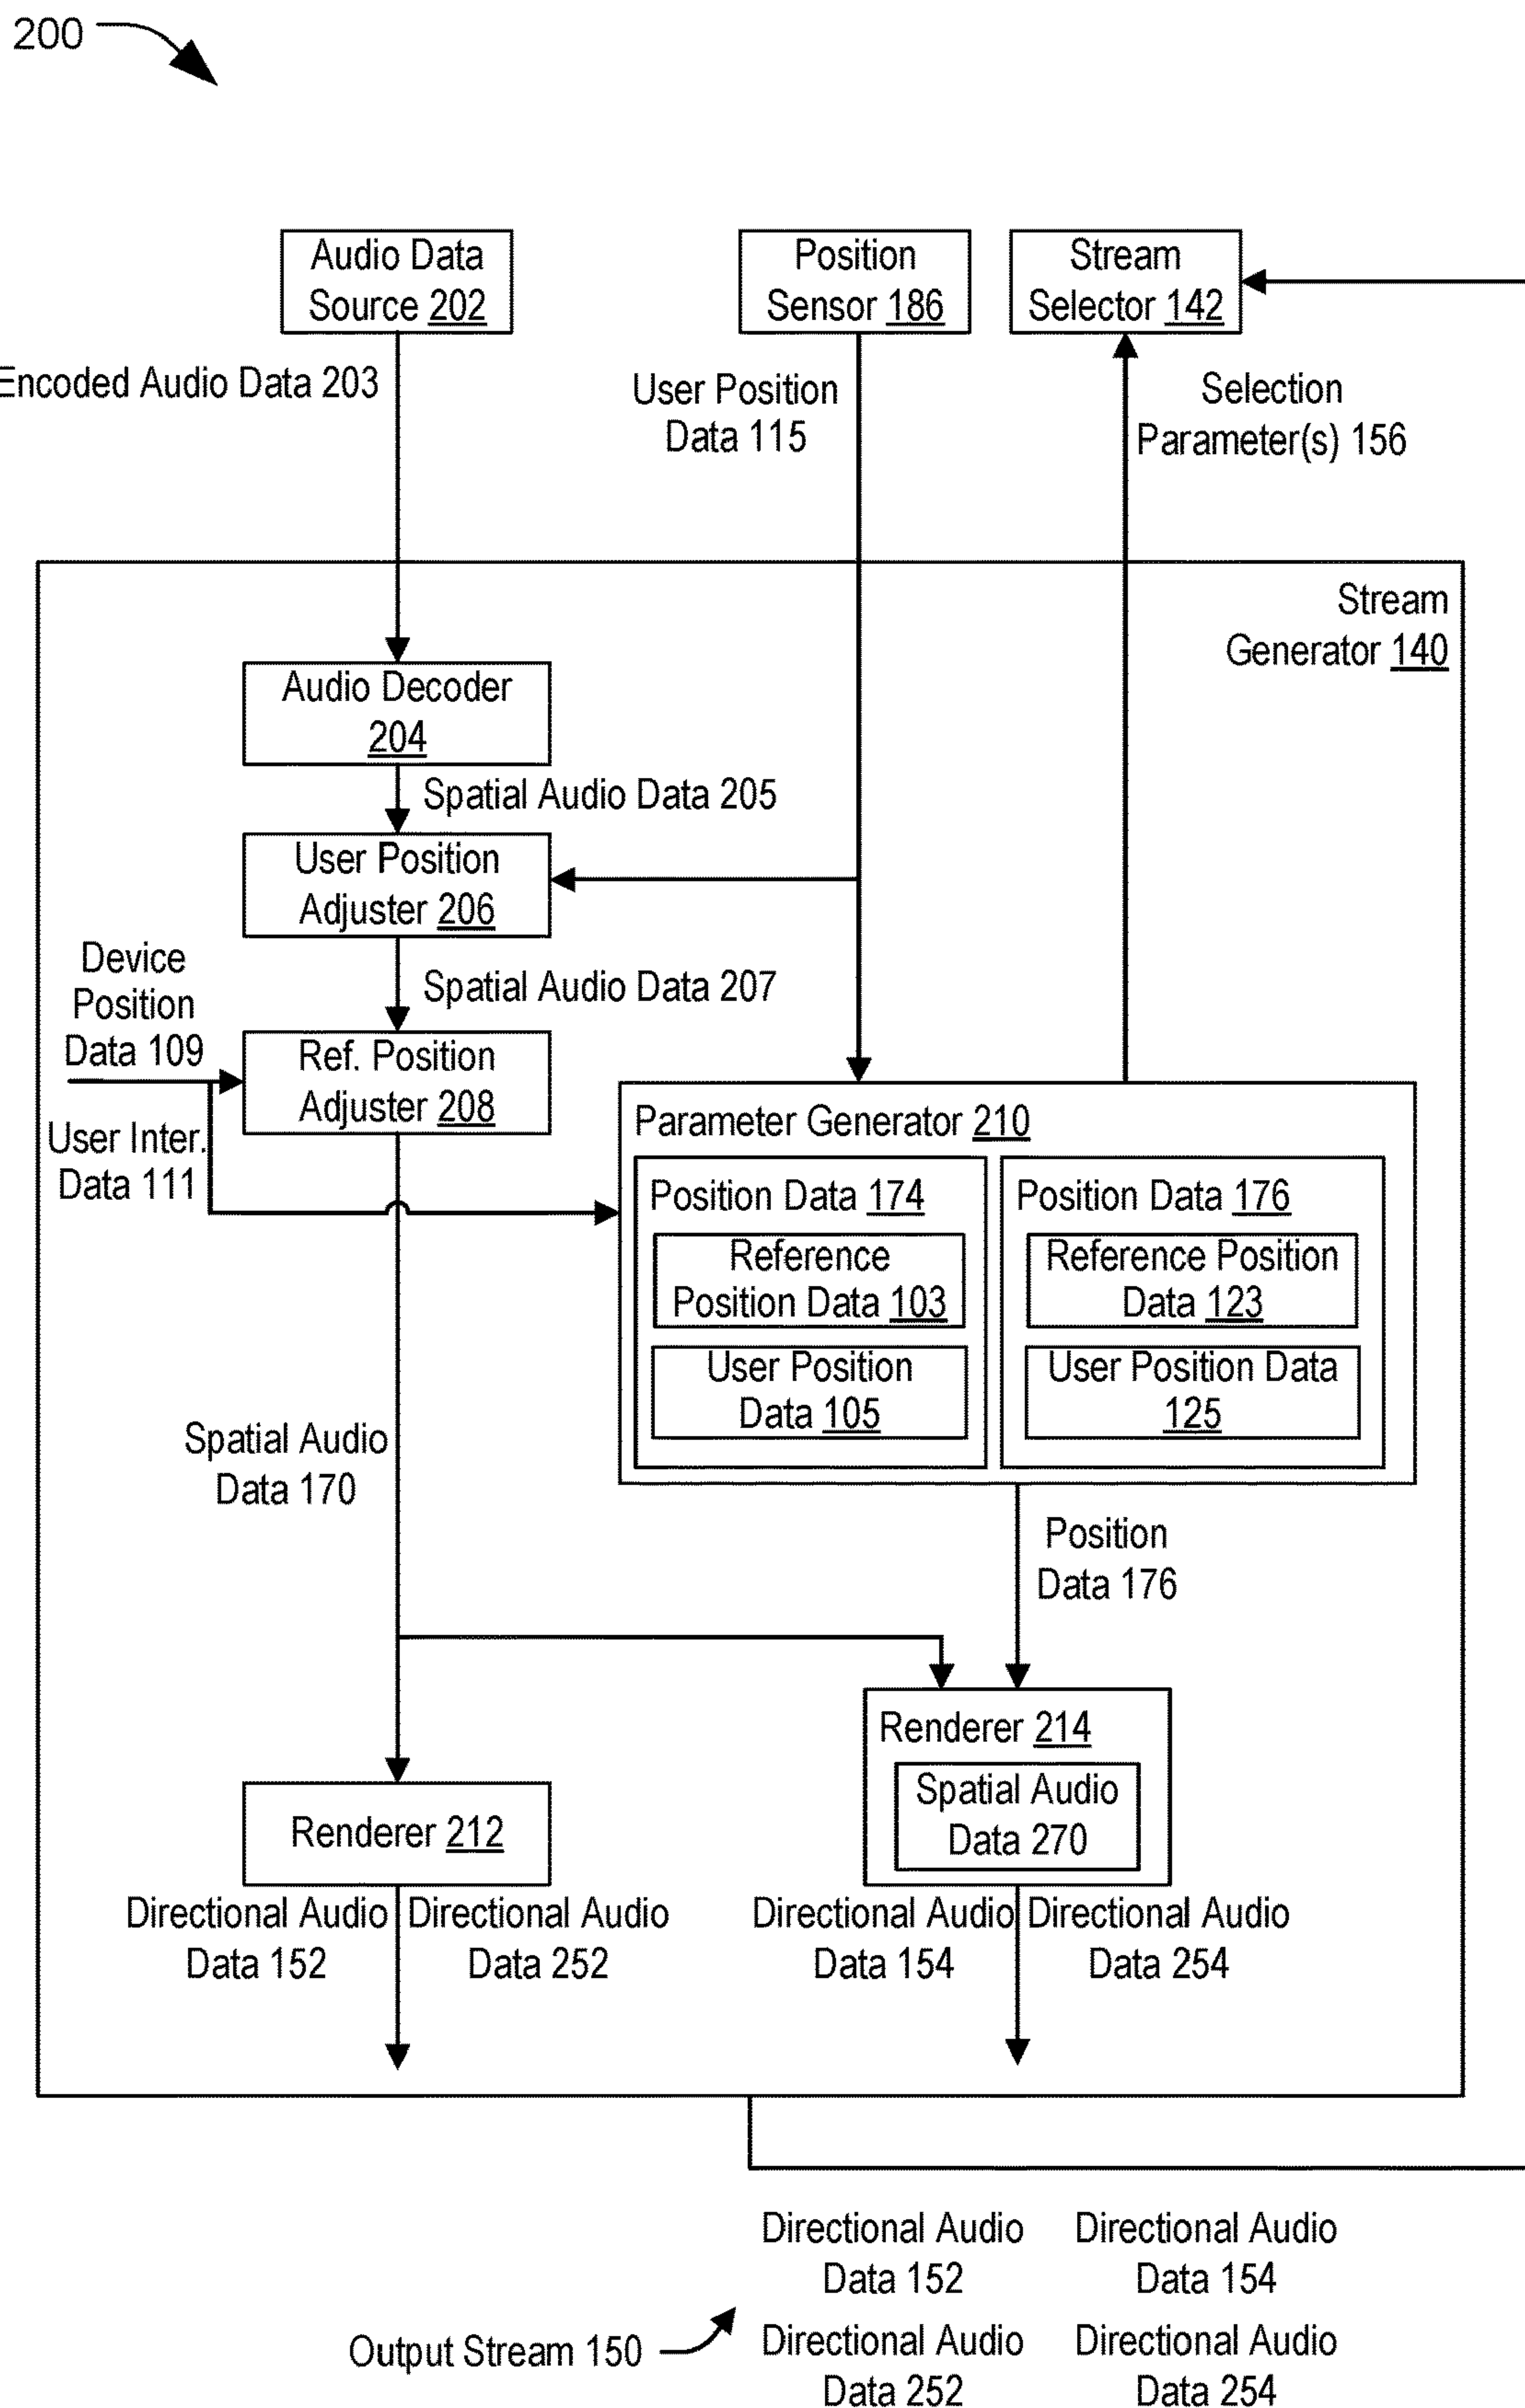 200
Audio Data
Source 202
Position
Sensor 186
Stream
Selector 142
Encoded Audio Data 203
User Position
Data 115
Selection
Parameter(s) 156
Stream
Generator 140
Audio Decoder
204
Spatial Audio Data 205
User Position
Adjuster 206
Device
Position
Data 109
Spatial Audio Data 207
Ref. Position
Adjuster 208
User Inter.
Data 111
Parameter Generator 210
Position Data 174
Reference
Position Data 103
User Position
Data 105
Position Data 176
Reference Position
Data 123
User Position Data
125
Spatial Audio
Data 170
Position
Data 176
Renderer 214
Spatial Audio
Data 270
Renderer 212
Directional Audio
Data 152
Directional Audio
Data 252
Directional Audio
Data 154
Directional Audio
Data 254
Output Stream 150
Directional Audio
Data 152
Directional Audio
Data 154
Directional Audio
Data 252
Directional Audio
Data 254